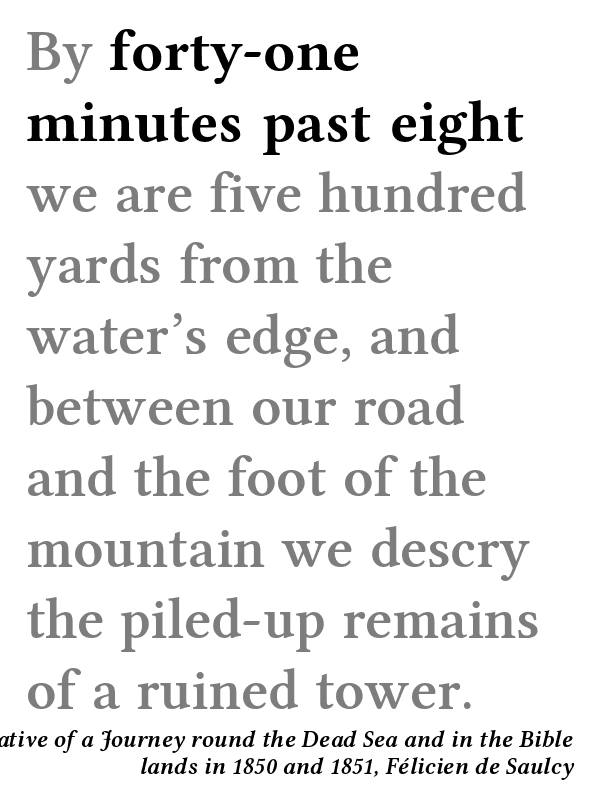 By forty-one
minutes past eight
we are five hundred
yards from the
water’s edge, and
between our road
and the foot of the
mountain we descry
the piled-up remains
of a ruined tower.
ative of a Journey round the Dead Sea and in the Bible
lands in 1850 and 1851, Félicien de Saulcy